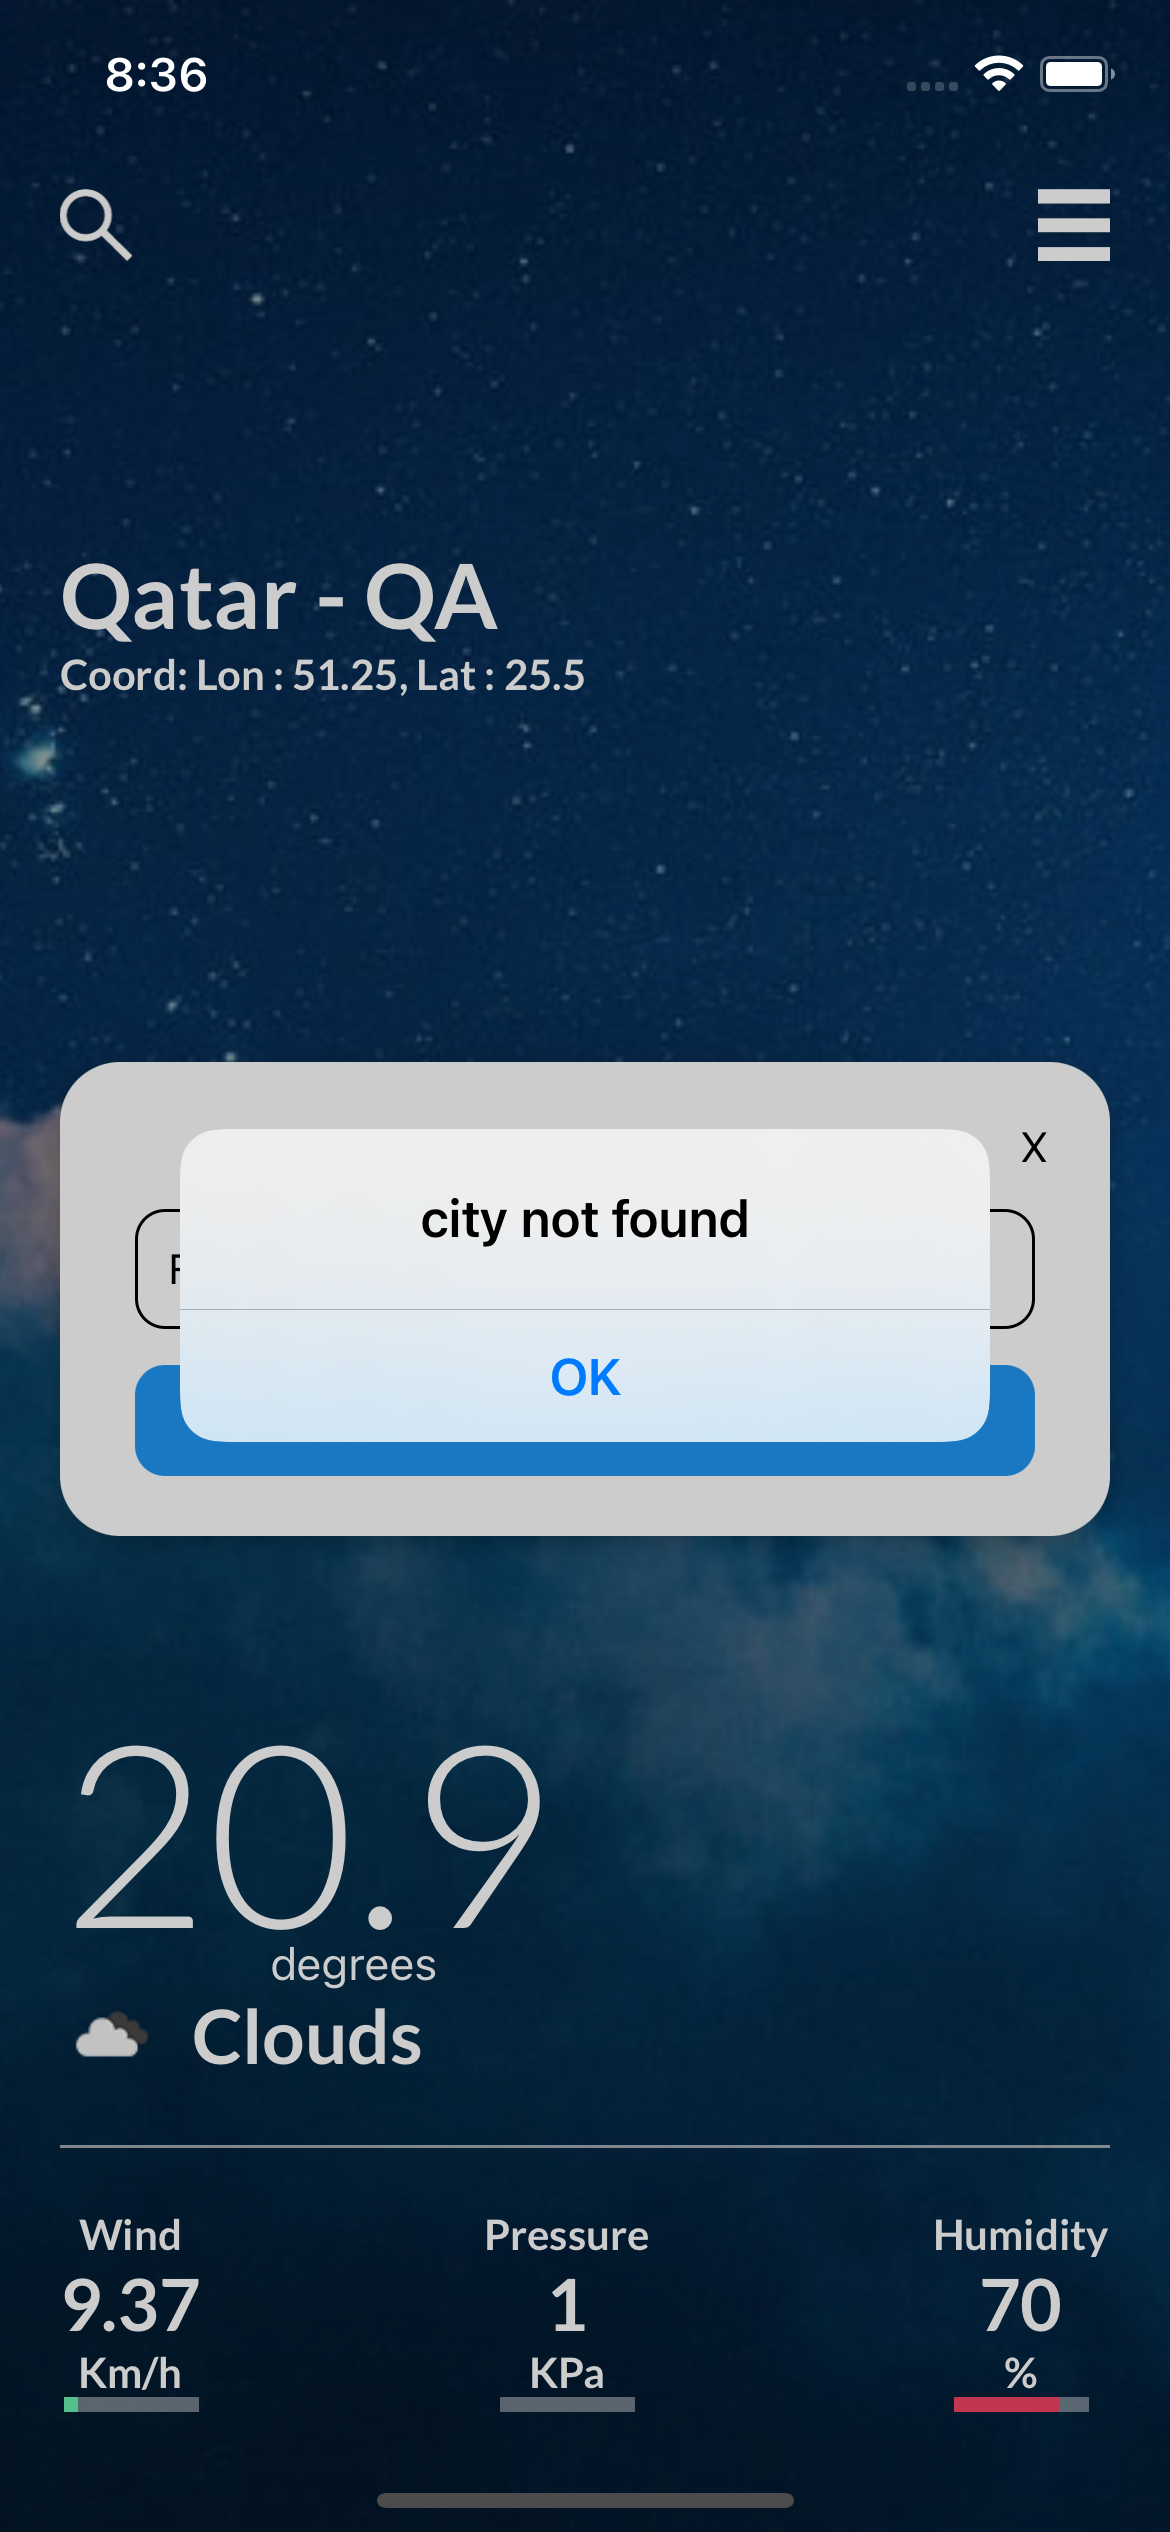 8:36
Qatar - QA
Coord: Lon : 51.25, Lat : 25.5
X
city not found
OK
20.9
degrees
Clouds
Wind
Pressure
Humidity
9.37
1
70
Km/h
KPa
%